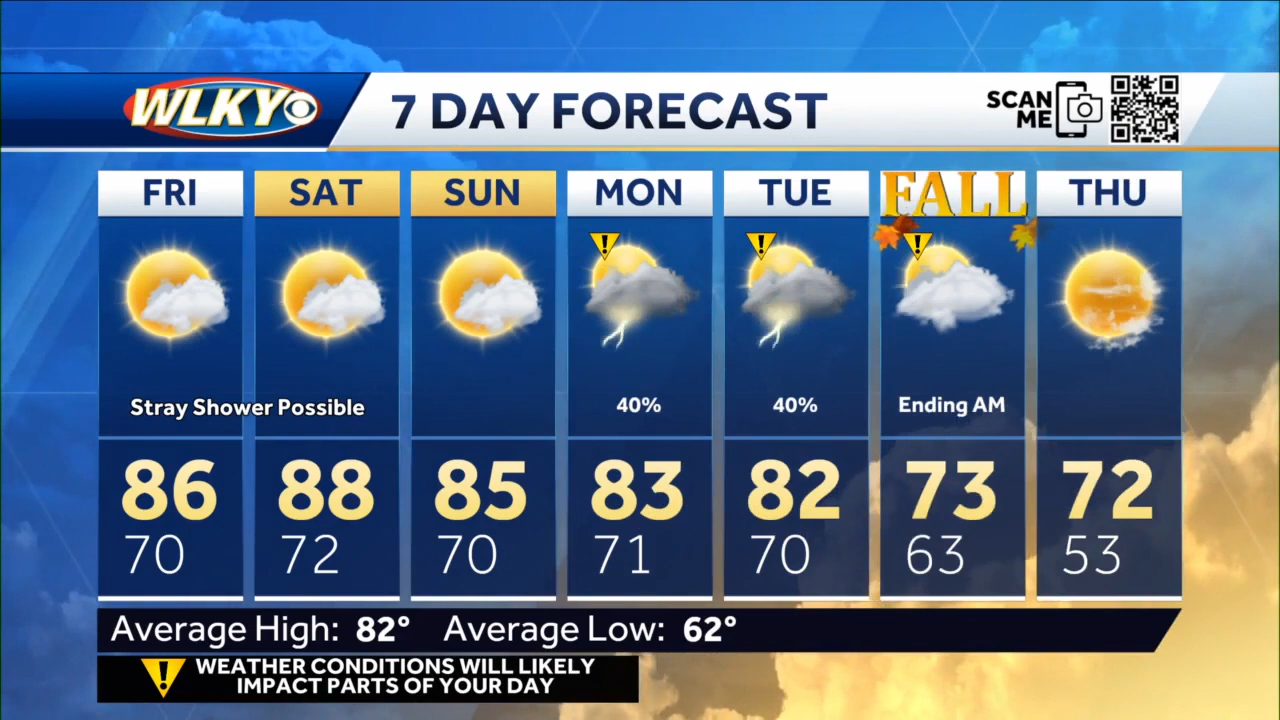 WLKY
7 DAY FORECAST
SCAN
ME
FRI
SAT
SUN
MON
TUE
FALL
THU
!
!
!
Stray Shower Possible
40%
40%
Ending AM
86
88
85
83
82
73
72
70
72
70
71
70
63
53
Average High: 82° Average Low: 62°
!
WEATHER CONDITIONS WILL LIKELY
IMPACT PARTS OF YOUR DAY